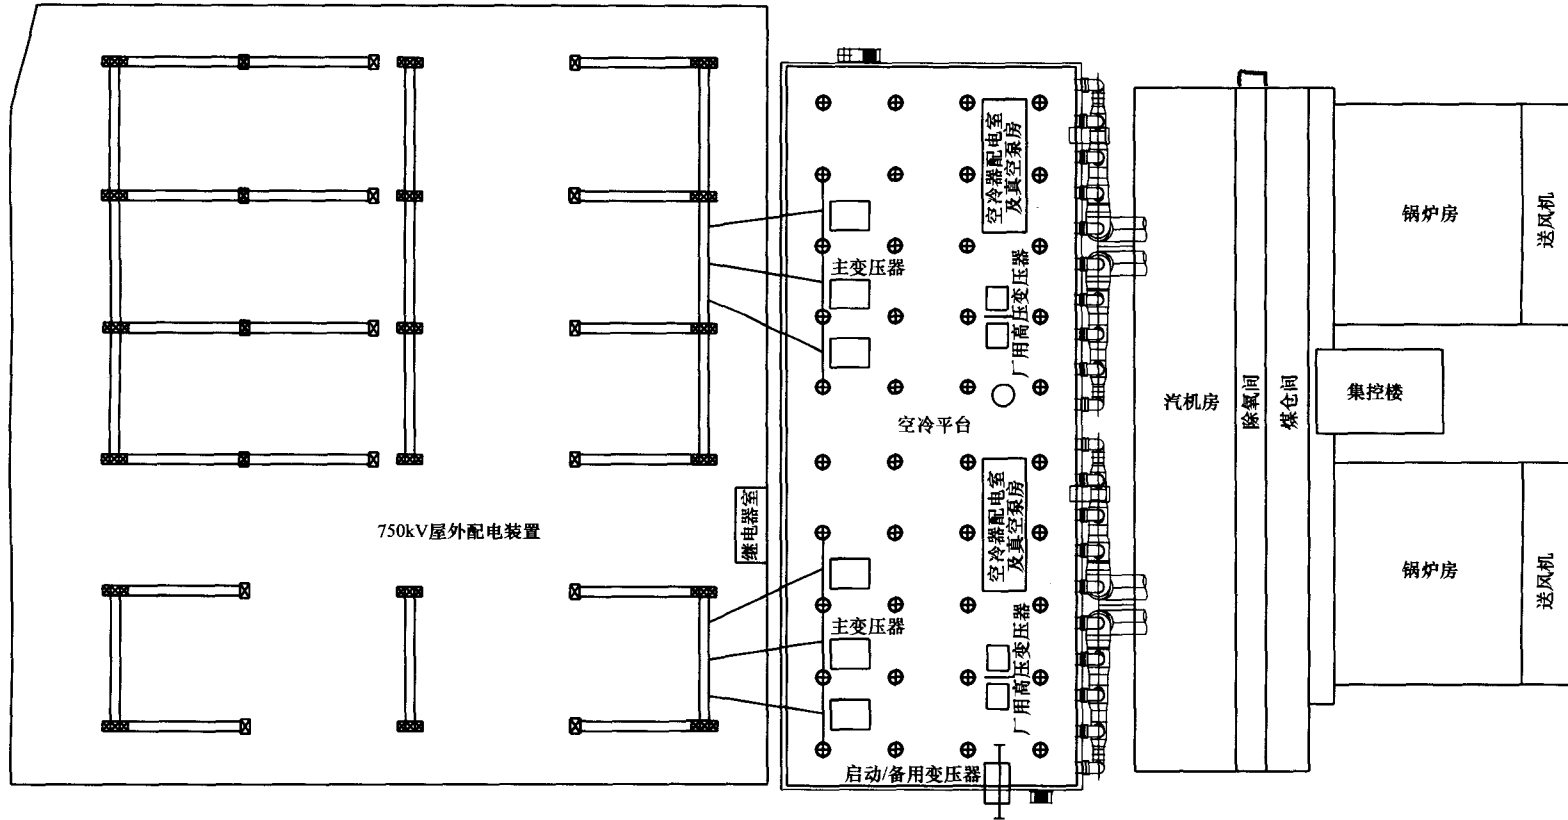 空冷器配电室
及真空泵房
主变压器
厂用高压变压器
锅炉房
送风机
汽机房
除氧间
煤仓间
集控楼
空冷平台
750kV屋外配电装置
继电器室
空冷器配电室
及真空泵房
主变压器
厂用高压变压器
锅炉房
送风机
启动/备用变压器